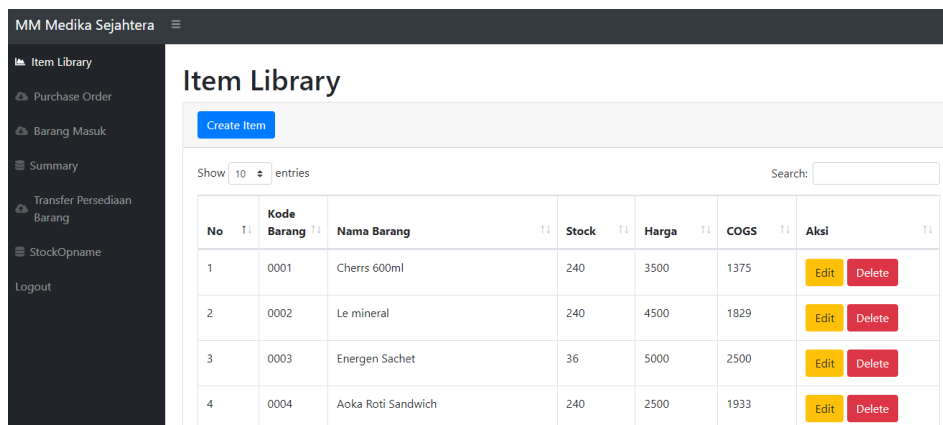 MM Medika Sejahtera
Item Library
Purchase Order
Barang Masuk
Summary
Transfer Persediaan
Barang
StockOpname
Logout
Item Library
Create Item
Show 10 entries Search:
No Kode Barang Nama Barang Stock Harga COGS Aksi
1 0001 Cherrs 600ml 240 3500 1375 Edit Delete
2 0002 Le mineral 240 4500 1829 Edit Delete
3 0003 Energen Sachet 36 5000 2500 Edit Delete
4 0004 Aoka Roti Sandwich 240 2500 1933 Edit Delete